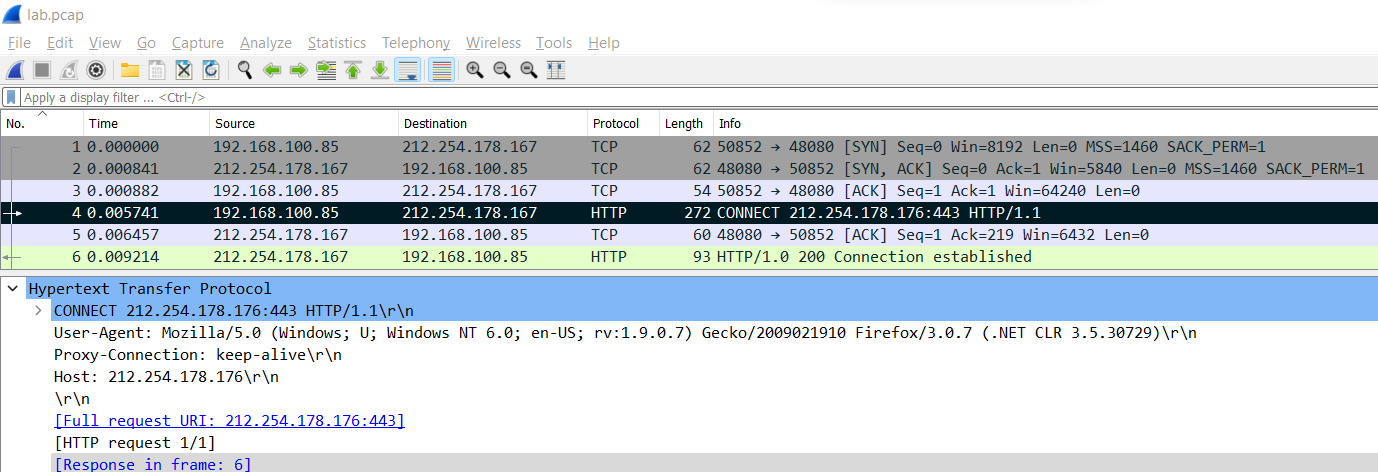 lab.pcap
File Edit View Go Capture Analyze Statistics Telephony Wireless Tools Help
Apply a display filter ... <Ctrl-/>
No. Time Source Destination Protocol Length Info
1 0.000000 192.168.100.85 212.254.178.167 TCP 62 50852 → 48080 [SYN] Seq=0 Win=8192 Len=0 MSS=1460 SACK_PERM=1
2 0.000841 212.254.178.167 192.168.100.85 TCP 62 48080 → 50852 [SYN, ACK] Seq=0 Ack=1 Win=5840 Len=0 MSS=1460 SACK_PERM=1
3 0.000882 192.168.100.85 212.254.178.167 TCP 54 50852 → 48080 [ACK] Seq=1 Ack=1 Win=64240 Len=0
4 0.005741 192.168.100.85 212.254.178.167 HTTP 272 CONNECT 212.254.178.176:443 HTTP/1.1
5 0.006457 212.254.178.167 192.168.100.85 TCP 60 48080 → 50852 [ACK] Seq=1 Ack=219 Win=6432 Len=0
6 0.009214 212.254.178.167 192.168.100.85 HTTP 93 HTTP/1.0 200 Connection established
Hypertext Transfer Protocol
CONNECT 212.254.178.176:443 HTTP/1.1\r\n
User-Agent: Mozilla/5.0 (Windows; U; Windows NT 6.0; en-US; rv:1.9.0.7) Gecko/2009021910 Firefox/3.0.7 (.NET CLR 3.5.30729)\r\n
Proxy-Connection: keep-alive\r\n
Host: 212.254.178.176\r\n
\r\n
[Full request URI: 212.254.178.176:443]
[HTTP request 1/1]
[Response in frame: 6]